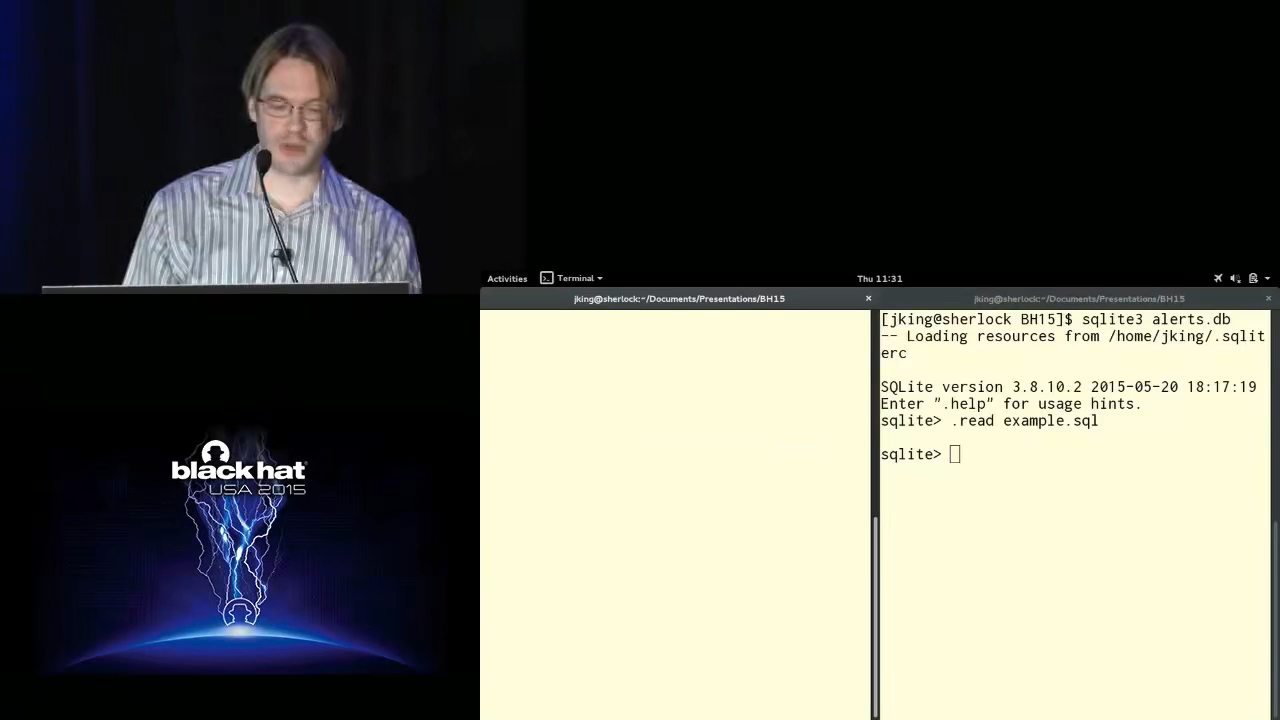 Activities
Terminal
Thu 11:31
jking@sherlock:~/Documents/Presentations/BH15
jking@sherlock:~/Documents/Presentations/BH15
[jking@sherlock BH15]$ sqlite3 alerts.db
-- Loading resources from /home/jking/.sqlit
erc
SQLite version 3.8.10.2 2015-05-20 18:17:19
Enter ".help" for usage hints.
sqlite> .read example.sql
sqlite>
black hat
USA 2015